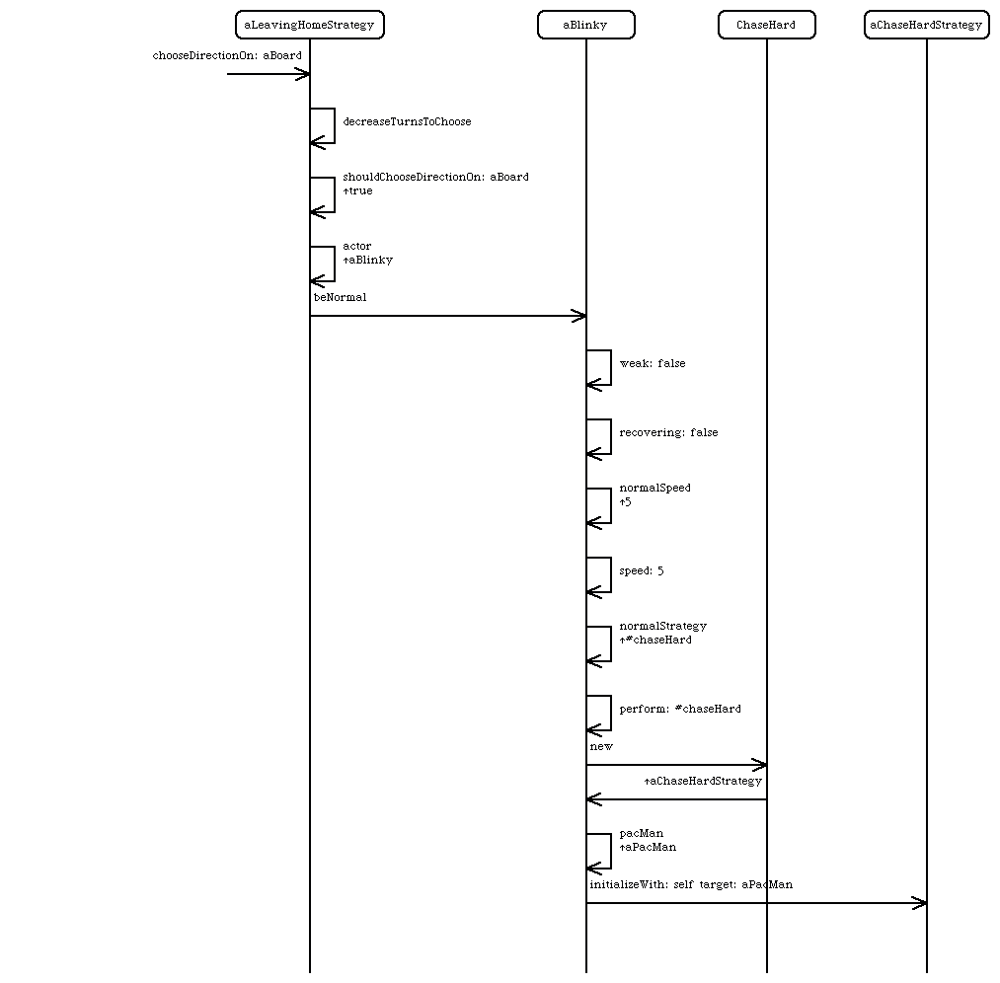 aLeavingHomeStrategy
aBlinky
ChaseHard
aChaseHardStrategy
chooseDirectionOn: aBoard
decreaseTurnsToChoose
shouldChooseDirectionOn: aBoard
↑true
actor
↑aBlinky
beNormal
weak: false
recovering: false
normalSpeed
↑5
speed: 5
normalStrategy
↑#chaseHard
perform: #chaseHard
new
↑aChaseHardStrategy
pacMan
↑aPacMan
initializeWith: self target: aPacMan